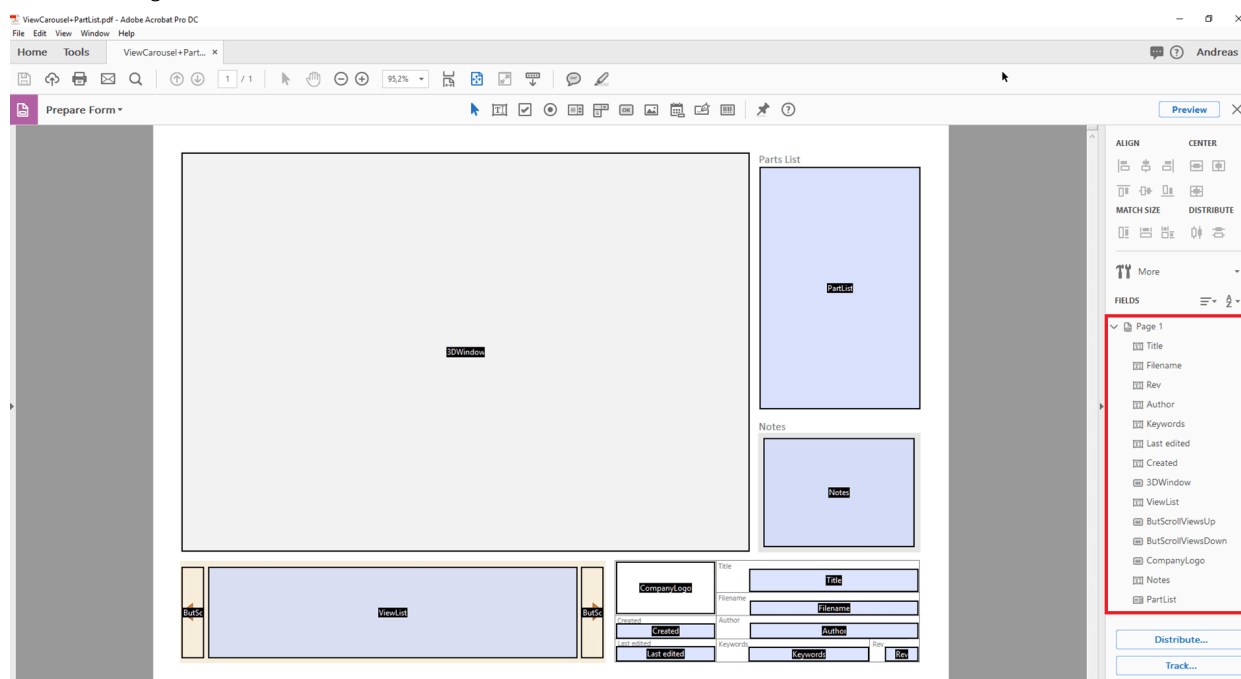 ViewCarousel+PartList.pdf - Adobe Acrobat Pro DC
File Edit View Window Help
Home Tools ViewCarousel+Part... × Andreas
1 / 1 95,2%
Prepare Form Preview
ALIGN CENTER
MATCH SIZE DISTRIBUTE
More
FIELDS
Page 1
Title
Filename
Rev
Author
Keywords
Last edited
Created
3DWindow
ViewList
ButScrollViewsUp
ButScrollViewsDown
CompanyLogo
Notes
PartList
Distribute...
Track...
Parts List
PartList
3DWindow
Notes
Notes
ButSc ViewList ButSc
CompanyLogo
Title
Title
Filename
Filename
Created
Created
Author
Author
Last edited
Last edited
Keywords
Keywords
Rev
Rev